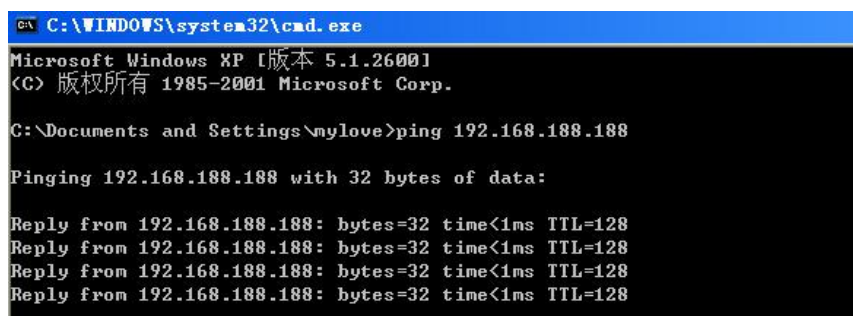 C:\WINDOWS\system32\cmd.exe
Microsoft Windows XP [版本 5.1.2600]
(C) 版权所有 1985-2001 Microsoft Corp.
C:\Documents and Settings\mylove>ping 192.168.188.188
Pinging 192.168.188.188 with 32 bytes of data:
Reply from 192.168.188.188: bytes=32 time<1ms TTL=128
Reply from 192.168.188.188: bytes=32 time<1ms TTL=128
Reply from 192.168.188.188: bytes=32 time<1ms TTL=128
Reply from 192.168.188.188: bytes=32 time<1ms TTL=128